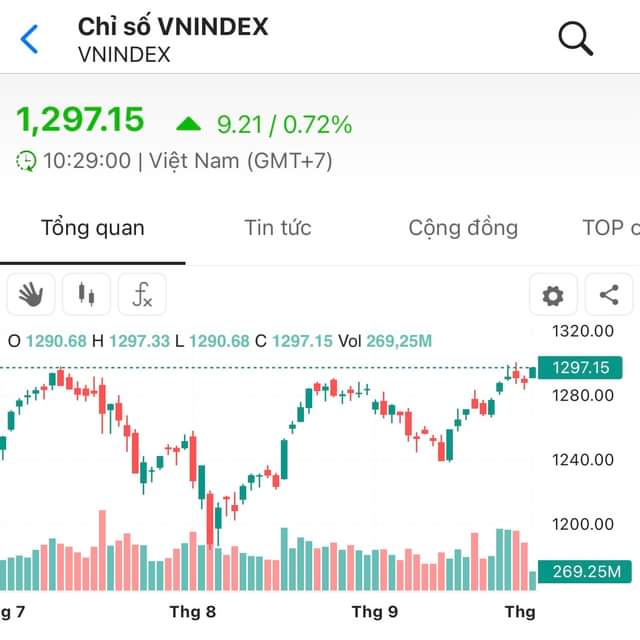 Chỉ số VNINDEX
VNINDEX
1,297.15 9.21 / 0.72%
10:29:00 | Việt Nam (GMT+7)
Tổng quan Tin tức Cộng đồng TOP c
fx
O 1290.68 H 1297.33 L 1290.68 C 1297.15 Vol 269,25M
1320.00
1297.15
1280.00
1240.00
1200.00
269.25M
g 7 Thg 8 Thg 9 Thg